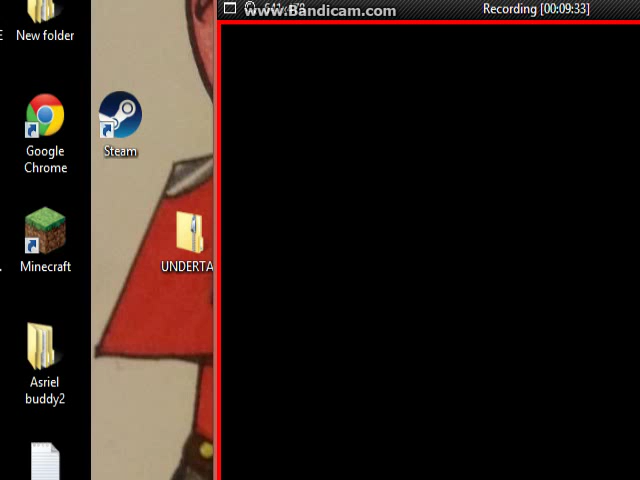 www.Bandicam.com
Recording [00:09:33]
New folder
Google
Chrome
Steam
Minecraft
UNDERTA
Asriel
buddy2